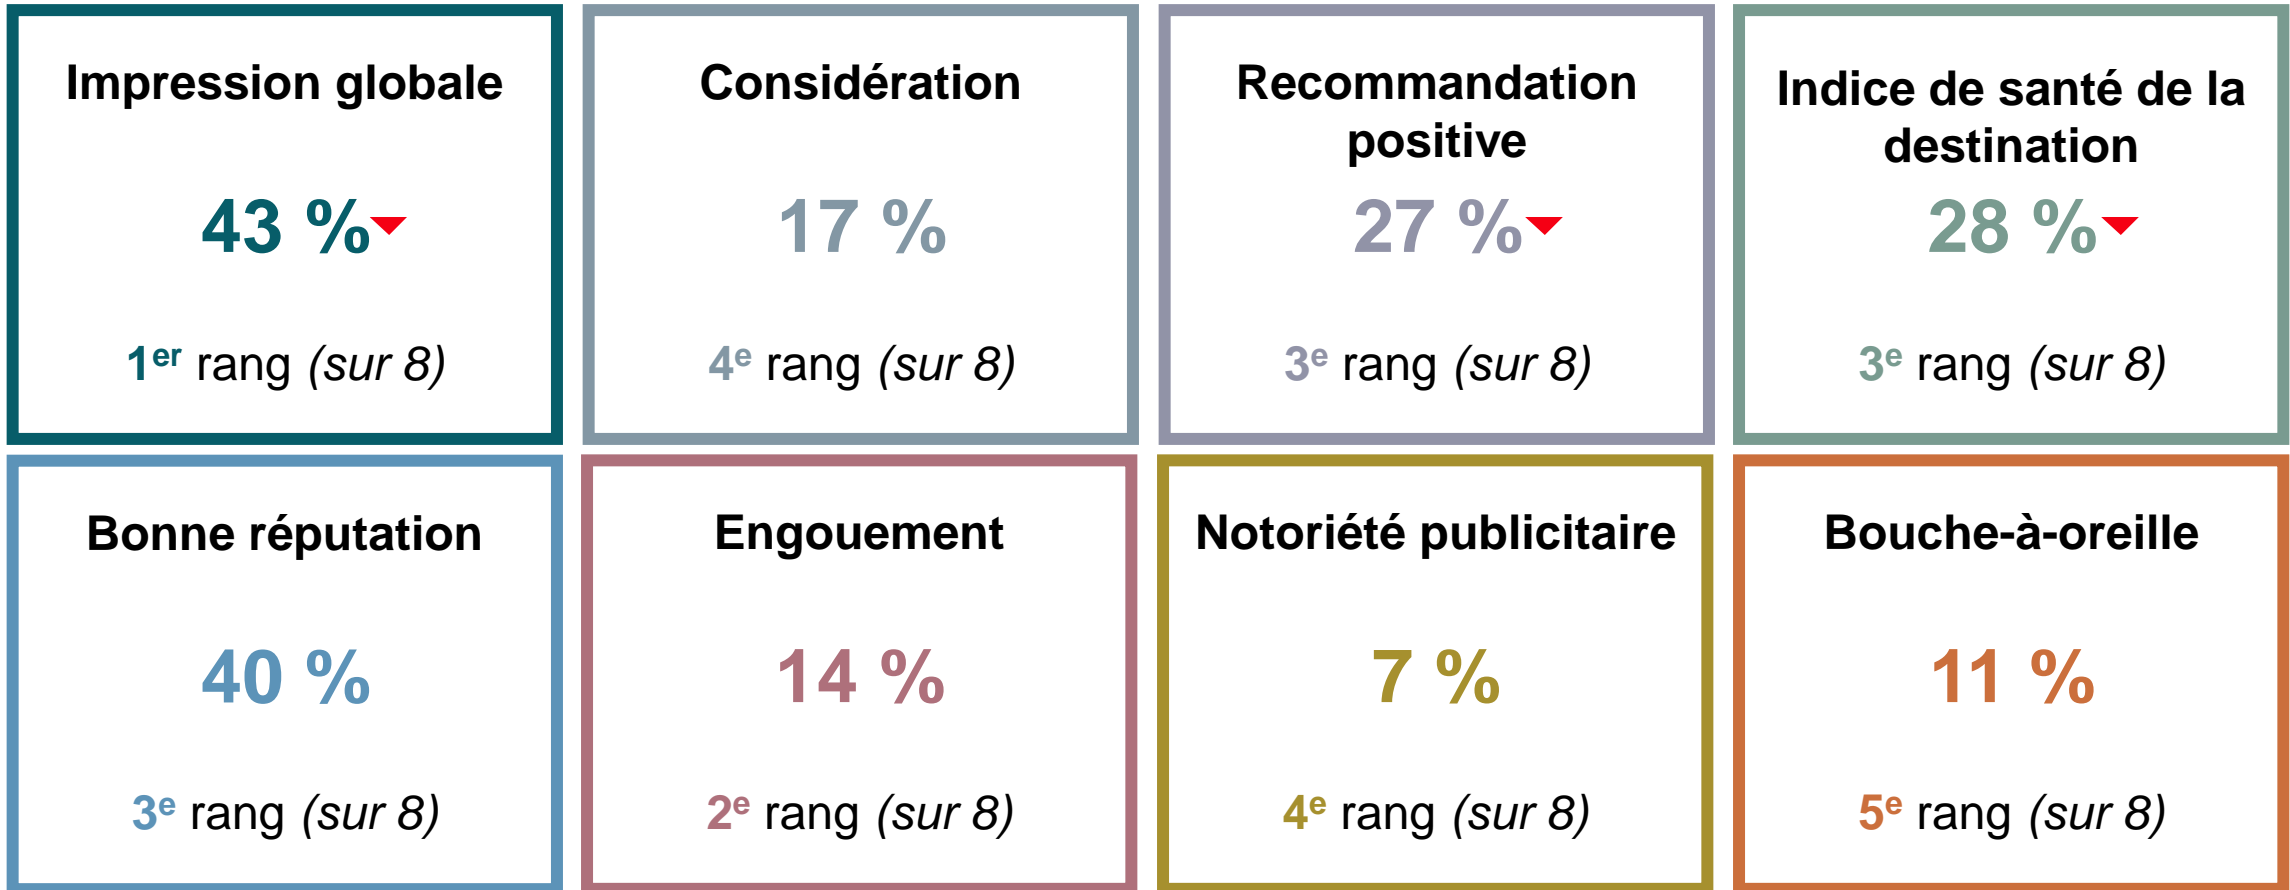 Impression globale
43 %
1er rang (sur 8)
Considération
17 %
4e rang (sur 8)
Recommandation
positive
27 %
3e rang (sur 8)
Indice de santé de la
destination
28 %
3e rang (sur 8)
Bonne réputation
40 %
3e rang (sur 8)
Engouement
14 %
2e rang (sur 8)
Notoriété publicitaire
7 %
4e rang (sur 8)
Bouche-à-oreille
11 %
5e rang (sur 8)